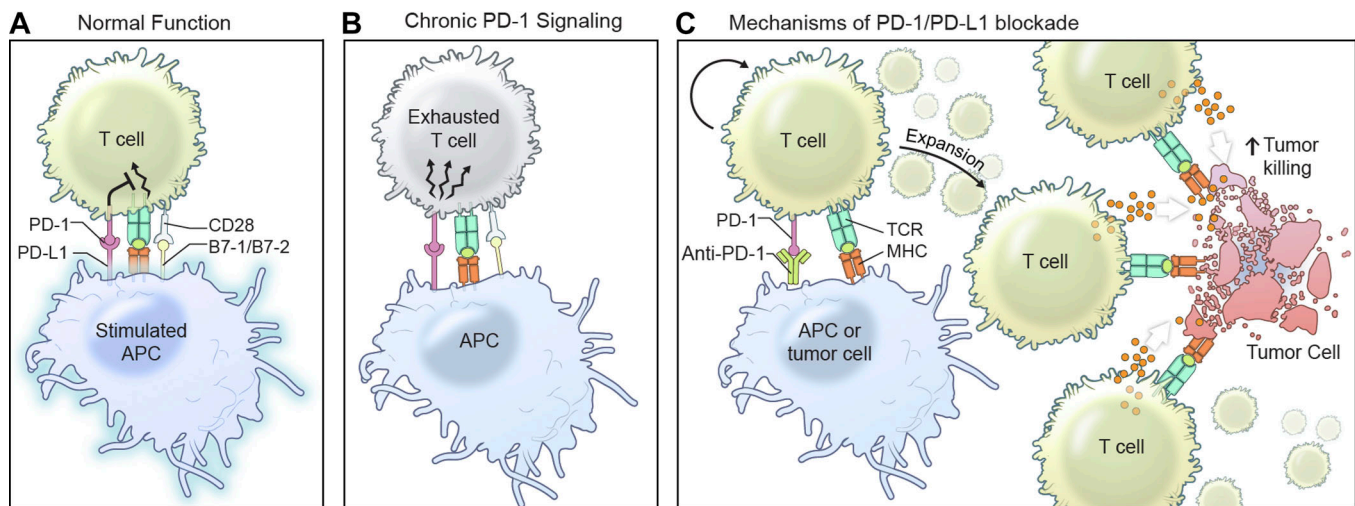 A Normal Function
T cell
PD-1
PD-L1
CD28
B7-1/B7-2
Stimulated
APC
B Chronic PD-1 Signaling
Exhausted
T cell
APC
C Mechanisms of PD-1/PD-L1 blockade
T cell
Expansion
PD-1
Anti-PD-1
TCR
MHC
APC or
tumor cell
T cell
↑ Tumor
killing
T cell
Tumor Cell
T cell